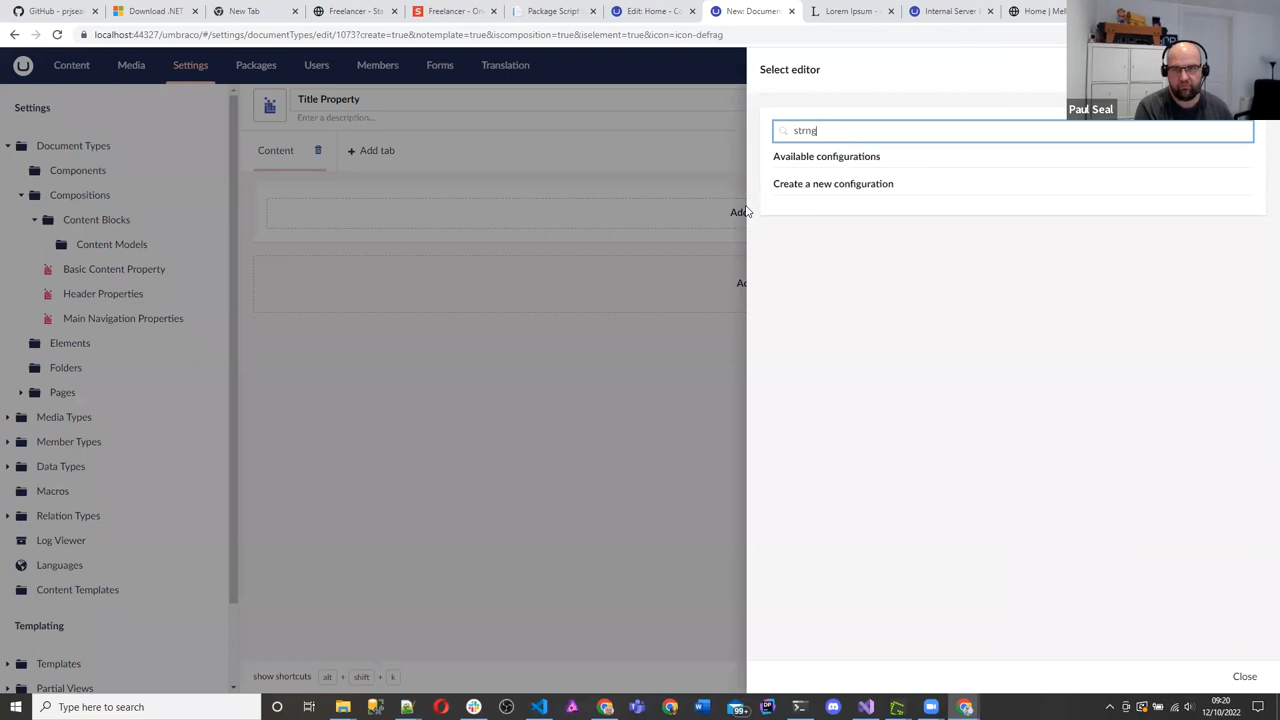 GitHub - prjseal
Download .NET
New Tab
Freelancer - Sta
Freelancer - One
Package Script
Edit: Home - Co
New: Documen
Lorem Ipsum -
Internal Server
Home | Mel
localhost:44327/umbraco/#/settings/documentTypes/edit/1073?create=true&notemplate=true&iscomposition=true&iselement=true&icon=icon-defrag
Content
Media
Settings
Packages
Users
Members
Forms
Translation
Settings
Document Types
Components
Compositions
Content Blocks
Content Models
Basic Content Property
Header Properties
Main Navigation Properties
Elements
Folders
Pages
Media Types
Member Types
Data Types
Macros
Relation Types
Log Viewer
Languages
Content Templates
Templating
Templates
Partial Views
Title Property
Enter a description...
Content
Add tab
Add
Ad
show shortcuts alt + shift + k
Select editor
strng
Available configurations
Create a new configuration
Close
Paul Seal
Type here to search
99+
09:20
12/10/2022